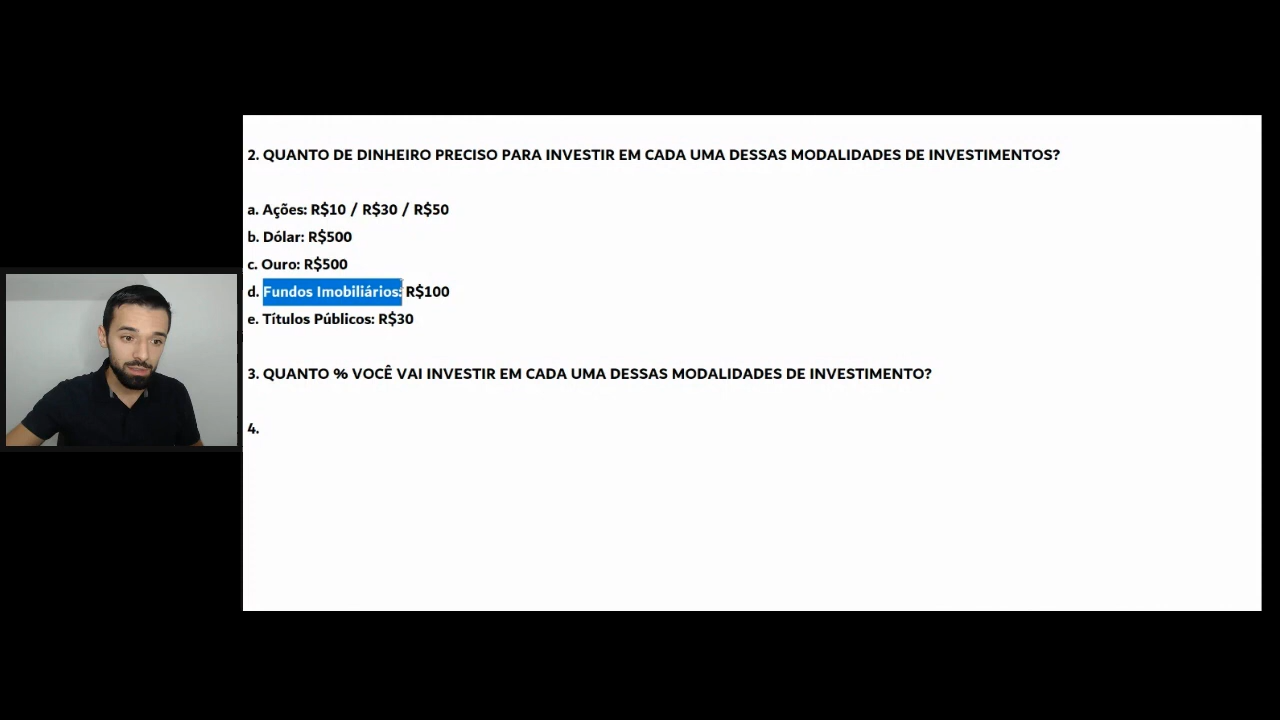 2. QUANTO DE DINHEIRO PRECISO PARA INVESTIR EM CADA UMA DESSAS MODALIDADES DE INVESTIMENTOS?
a. Ações: R$10 / R$30 / R$50
b. Dólar: R$500
c. Ouro: R$500
d. Fundos Imobiliários: R$100
e. Títulos Públicos: R$30
3. QUANTO % VOCÊ VAI INVESTIR EM CADA UMA DESSAS MODALIDADES DE INVESTIMENTO?
4.